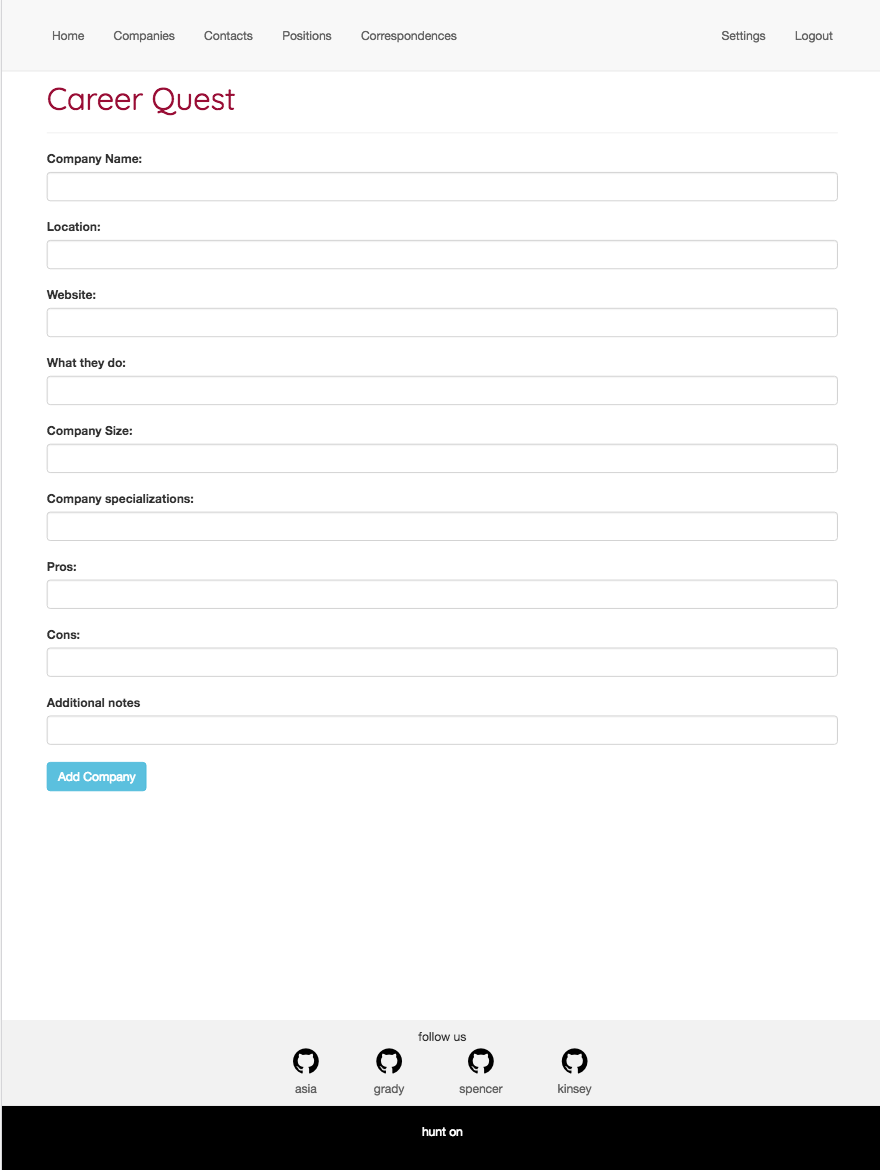 Home Companies Contacts Positions Correspondences Settings Logout
Career Quest
Company Name:
Location:
Website:
What they do:
Company Size:
Company specializations:
Pros:
Cons:
Additional notes
Add Company
follow us
asia grady spencer kinsey
hunt on